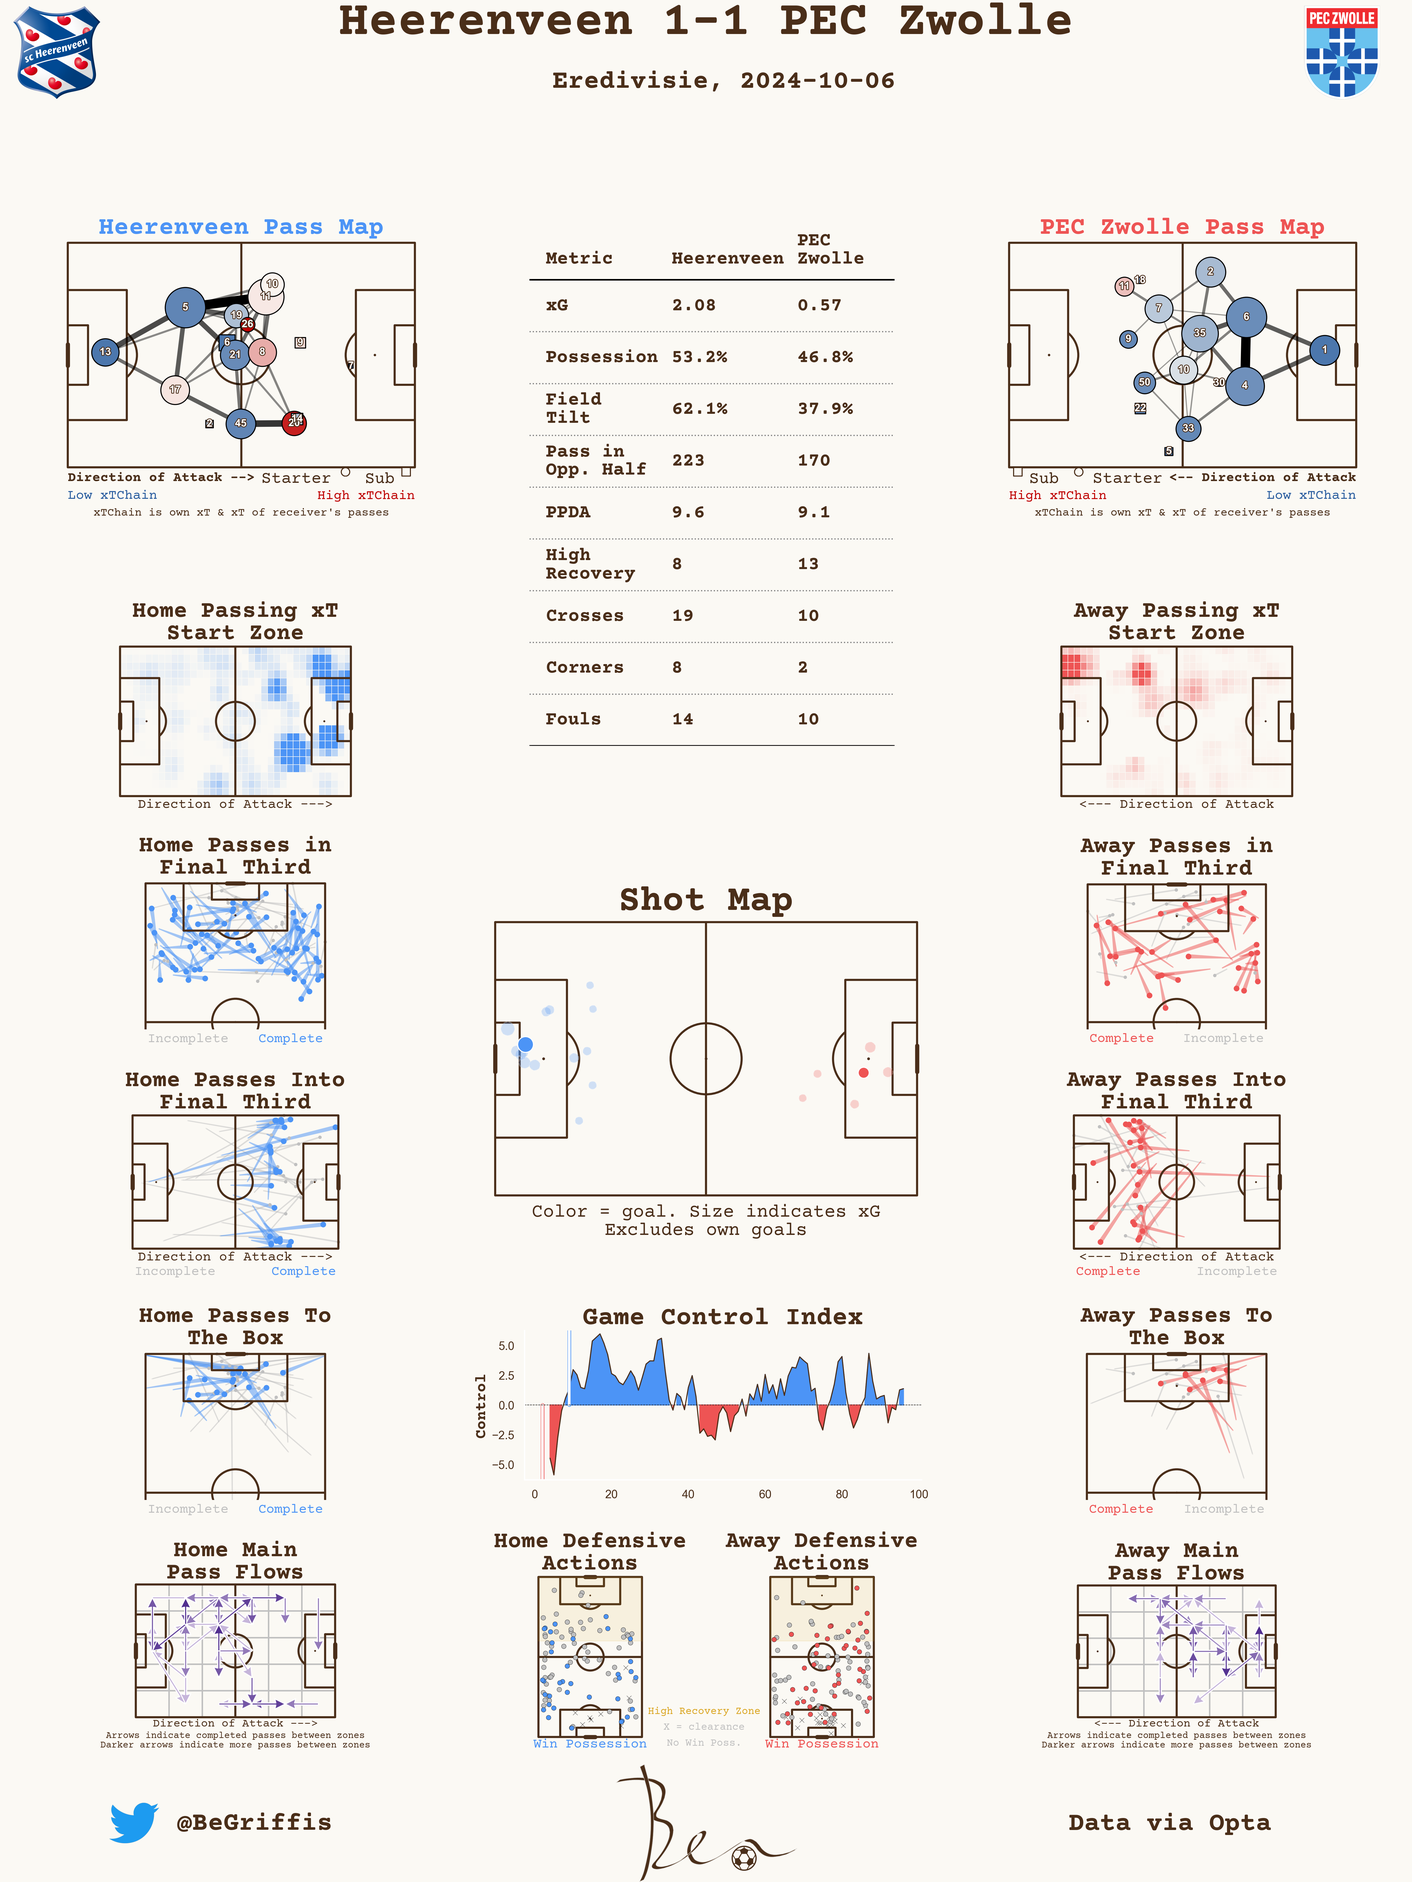 Heerenveen 1-1 PEC Zwolle
Eredivisie, 2024-10-06
sc Heerenveen
PEC ZWOLLE
Heerenveen Pass Map
5
10
11
19
26
6
9
13
21
8
7
17
2
45
20
14
Direction of Attack --> Starter Sub
Low xTChain High xTChain
xTChain is own xT & xT of receiver's passes
Metric Heerenveen PEC Zwolle
xG 2.08 0.57
Possession 53.2% 46.8%
Field Tilt 62.1% 37.9%
Pass in Opp. Half 223 170
PPDA 9.6 9.1
High Recovery 8 13
Crosses 19 10
Corners 8 2
Fouls 14 10
PEC Zwolle Pass Map
2
18
11
7
6
35
9
1
10
50
30
4
22
33
5
Sub Starter <-- Direction of Attack
High xTChain Low xTChain
xTChain is own xT & xT of receiver's passes
Home Passing xT
Start Zone
Direction of Attack --->
Away Passing xT
Start Zone
<--- Direction of Attack
Home Passes in
Final Third
Incomplete Complete
Away Passes in
Final Third
Complete Incomplete
Shot Map
Color = goal. Size indicates xG
Excludes own goals
Home Passes Into
Final Third
Direction of Attack --->
Incomplete Complete
Away Passes Into
Final Third
<--- Direction of Attack
Complete Incomplete
Home Passes To
The Box
Incomplete Complete
Game Control Index
Control
5.0
2.5
0.0
−2.5
−5.0
0 20 40 60 80 100
Away Passes To
The Box
Complete Incomplete
Home Main
Pass Flows
Direction of Attack --->
Arrows indicate completed passes between zones
Darker arrows indicate more passes between zones
Home Defensive
Actions
Win Possession
Away Defensive
Actions
Win Possession
High Recovery Zone
X = clearance
No Win Poss.
Away Main
Pass Flows
<--- Direction of Attack
Arrows indicate completed passes between zones
Darker arrows indicate more passes between zones
@BeGriffis
Ben
Data via Opta